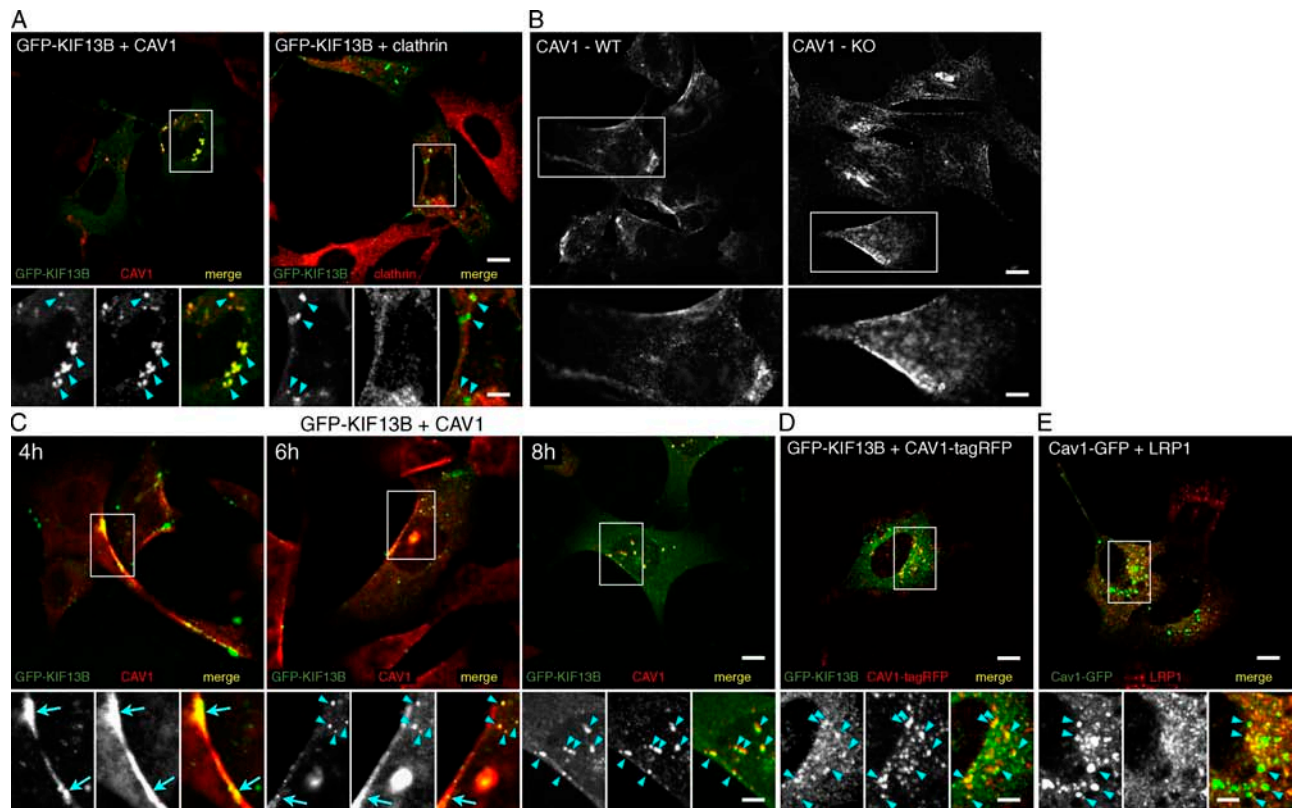 A
B
GFP-KIF13B + CAV1
GFP-KIF13B + clathrin
CAV1 - WT
CAV1 - KO
GFP-KIF13B CAV1 merge
GFP-KIF13B clathrin merge
C
GFP-KIF13B + CAV1
D
E
4h
6h
8h
GFP-KIF13B + CAV1-tagRFP
Cav1-GFP + LRP1
GFP-KIF13B CAV1 merge
GFP-KIF13B CAV1 merge
GFP-KIF13B CAV1 merge
GFP-KIF13B CAV1-tagRFP merge
Cav1-GFP LRP1 merge